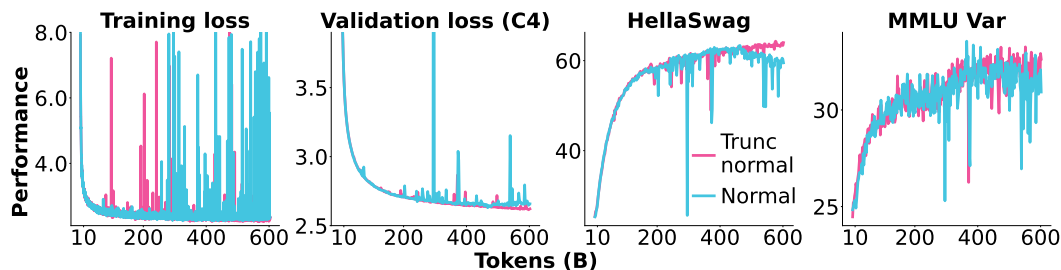 Training loss
Validation loss (C4)
HellaSwag
MMLU Var
Performance
8.0
6.0
4.0
10 200 400 600
3.5
3.0
2.5
10 200 400 600
60
40
Trunc
normal
Normal
10 200 400 600
30
25
10 200 400 600
Tokens (B)